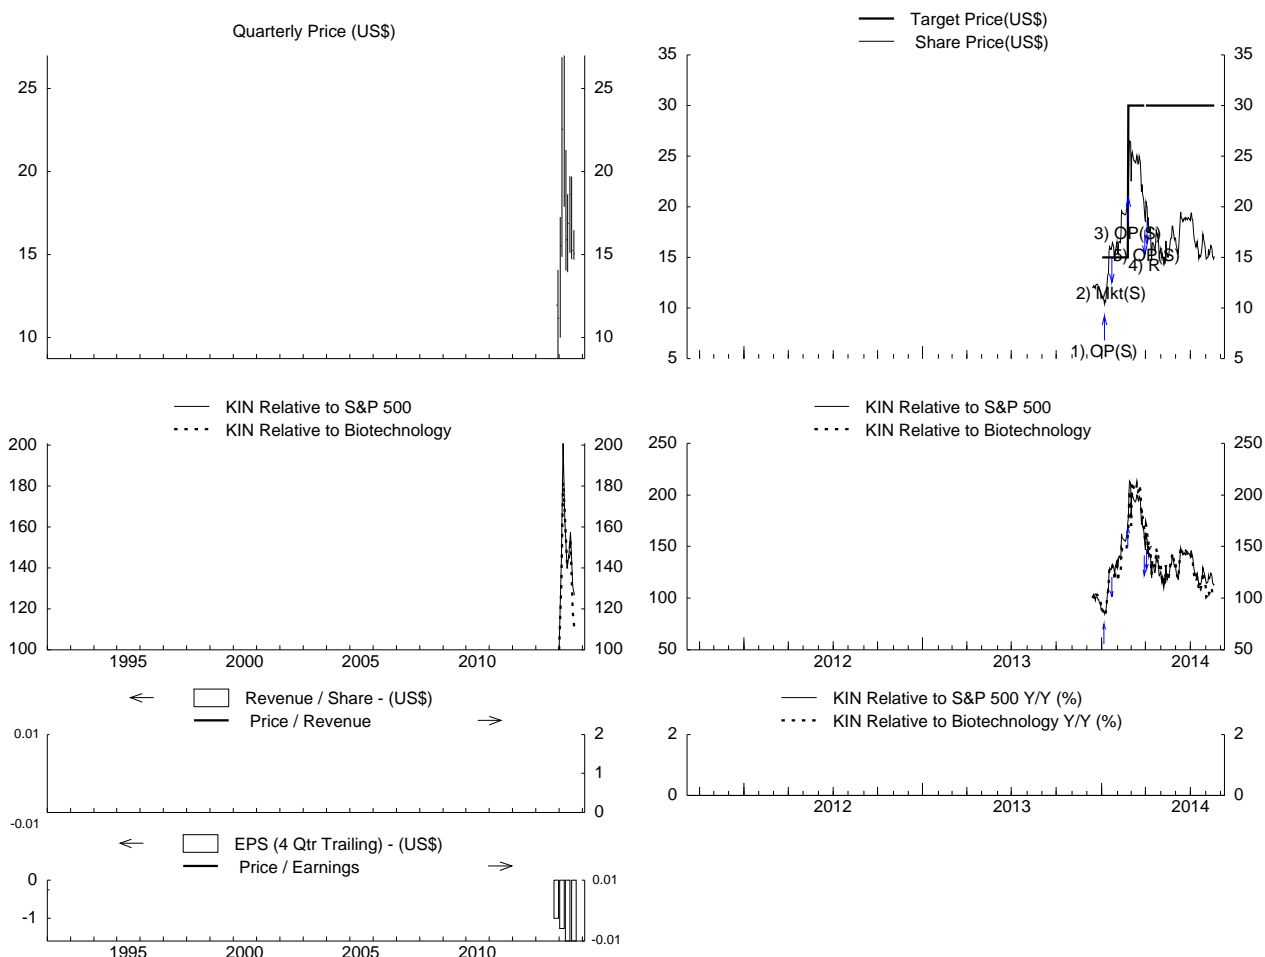 Quarterly Price (US$)
25
20
15
10
25
20
15
10
Target Price(US$)
Share Price(US$)
35
30
25
20
15
10
5
35
30
25
20
15
10
5
3) OP(S)
5) OP(S)
4) R
2) Mkt(S)
1) OP(S)
KIN Relative to S&P 500
KIN Relative to Biotechnology
200
180
160
140
120
100
200
180
160
140
120
100
1995 2000 2005 2010
KIN Relative to S&P 500
KIN Relative to Biotechnology
250
200
150
100
50
250
200
150
100
50
2012 2013 2014
Revenue / Share - (US$)
Price / Revenue
0.01
-0.01
2
1
0
KIN Relative to S&P 500 Y/Y (%)
KIN Relative to Biotechnology Y/Y (%)
2
0
2
0
2012 2013 2014
EPS (4 Qtr Trailing) - (US$)
Price / Earnings
0
-1
0.01
-0.01
1995 2000 2005 2010